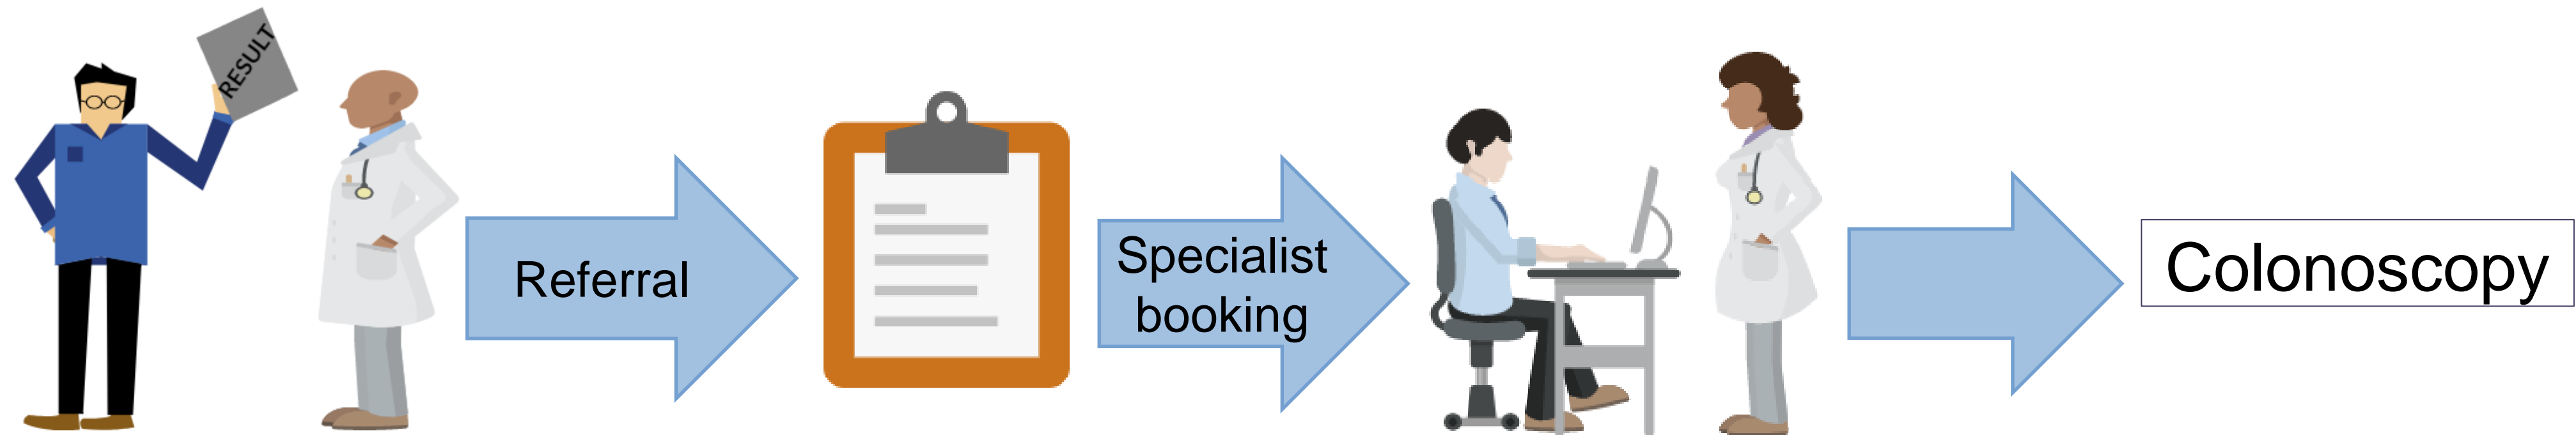 RESULT
Referral
Specialist
booking
Colonoscopy